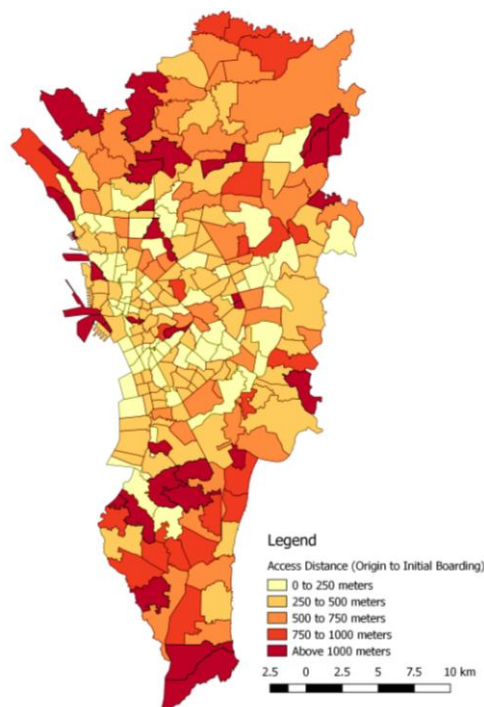 Legend
Access Distance (Origin to Initial Boarding)
0 to 250 meters
250 to 500 meters
500 to 750 meters
750 to 1000 meters
Above 1000 meters
2.5 0 2.5 5 7.5 10 km